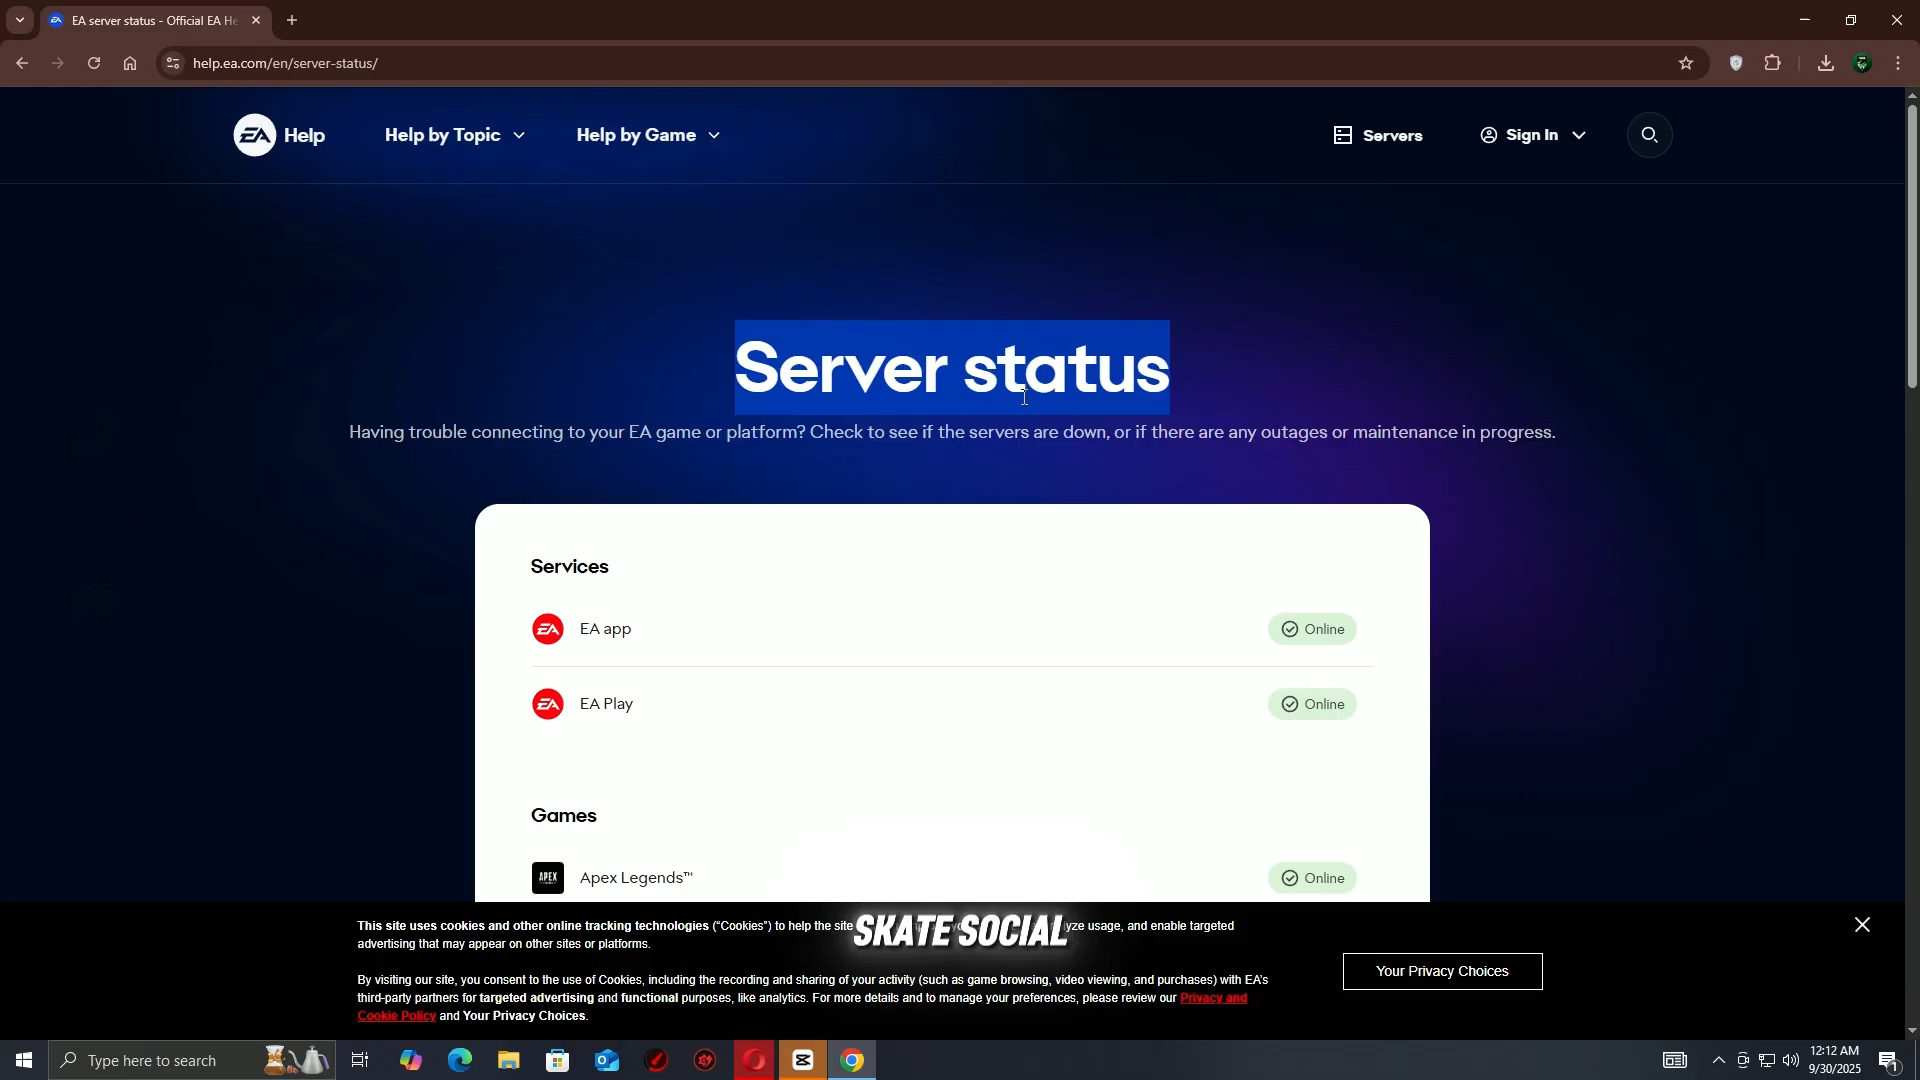 EA server status - Official EA He
help.ea.com/en/server-status/
EA Help
Help by Topic
Help by Game
Servers
Sign In
Server status
Having trouble connecting to your EA game or platform? Check to see if the servers are down, or if there are any outages or maintenance in progress.
Services
EA app
Online
EA Play
Online
Games
APEX
Apex Legends™
Online
This site uses cookies and other online tracking technologies (“Cookies”) to help the site
lyze usage, and enable targeted
advertising that may appear on other sites or platforms.
SKATE SOCIAL
By visiting our site, you consent to the use of Cookies, including the recording and sharing of your activity (such as game browsing, video viewing, and purchases) with EA's
third-party partners for targeted advertising and functional purposes, like analytics. For more details and to manage your preferences, please review our Privacy and
Cookie Policy and Your Privacy Choices.
Your Privacy Choices
Type here to search
12:12 AM
9/30/2025
1